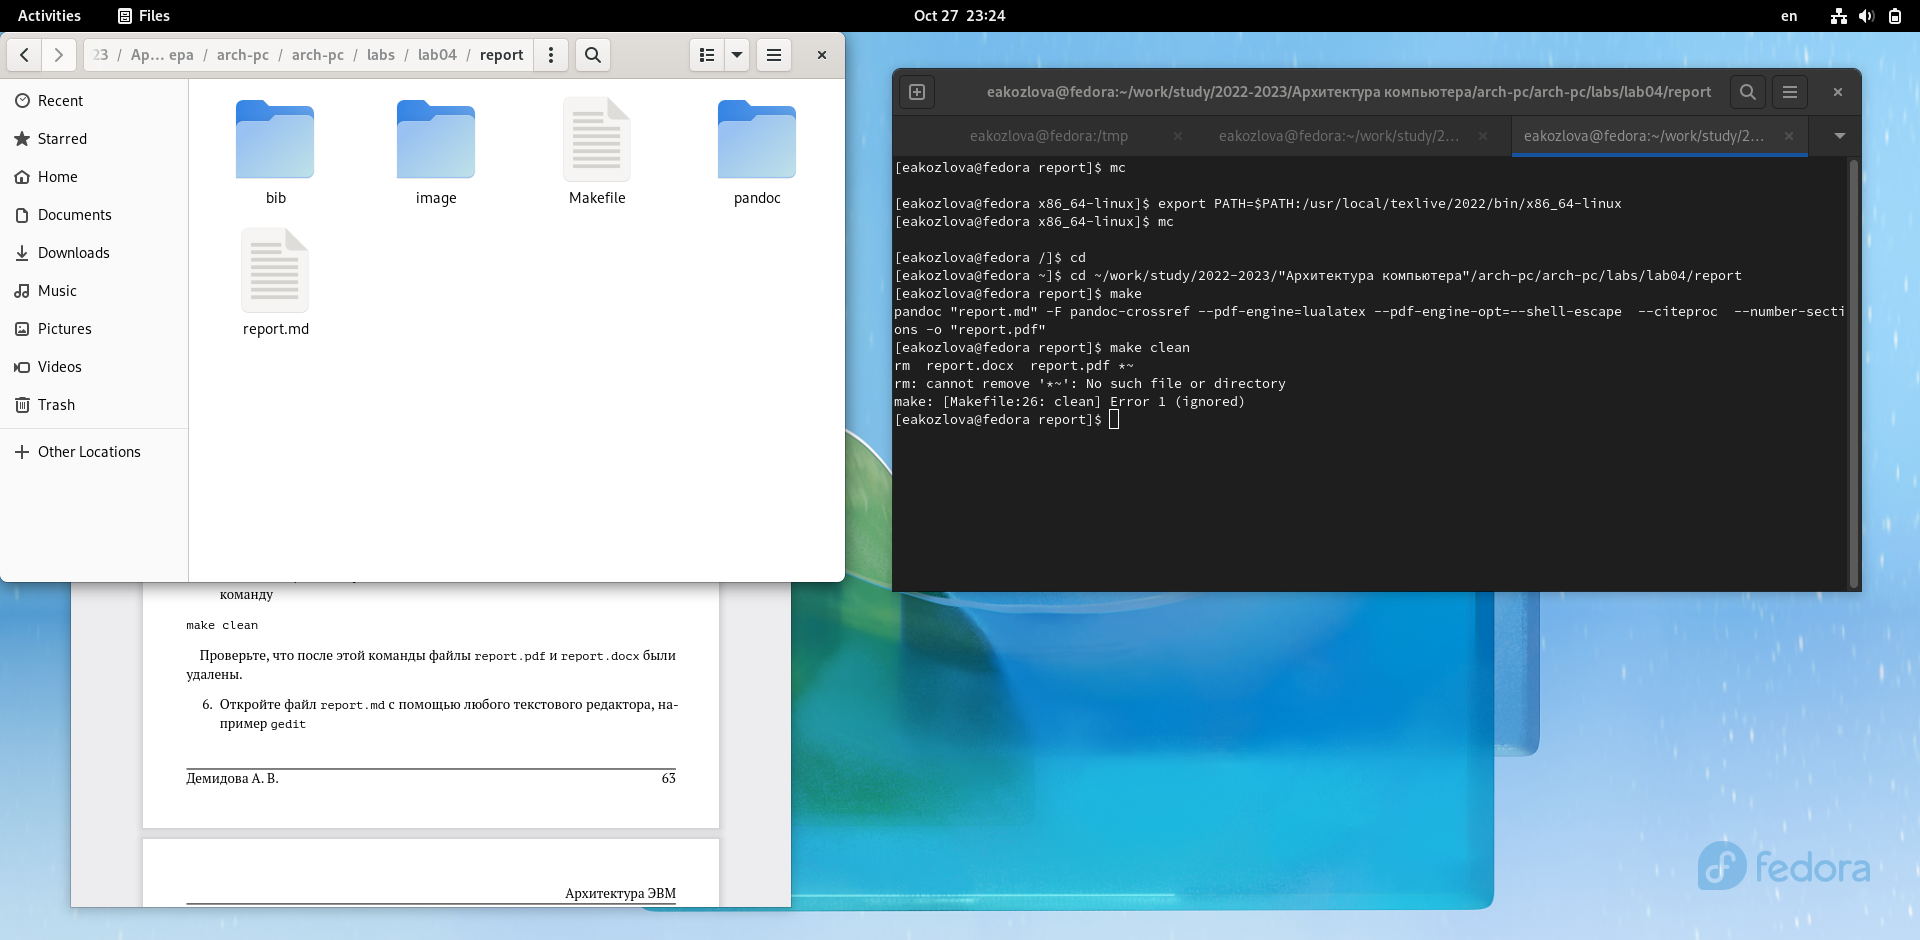 Activities
Files
Oct 27 23:24
en
23 / Ap… epa / arch-pc / arch-pc / labs / lab04 / report
Recent
Starred
Home
Documents
Downloads
Music
Pictures
Videos
Trash
Other Locations
bib
image
Makefile
pandoc
report.md
eakozlova@fedora:~/work/study/2022-2023/Архитектура компьютера/arch-pc/arch-pc/labs/lab04/report
eakozlova@fedora:/tmp
eakozlova@fedora:~/work/study/2…
eakozlova@fedora:~/work/study/2…
[eakozlova@fedora report]$ mc
[eakozlova@fedora x86_64-linux]$ export PATH=$PATH:/usr/local/texlive/2022/bin/x86_64-linux
[eakozlova@fedora x86_64-linux]$ mc
[eakozlova@fedora /]$ cd
[eakozlova@fedora ~]$ cd ~/work/study/2022-2023/"Архитектура компьютера"/arch-pc/arch-pc/labs/lab04/report
[eakozlova@fedora report]$ make
pandoc "report.md" -F pandoc-crossref --pdf-engine=lualatex --pdf-engine-opt=--shell-escape  --citeproc  --number-secti
ons -o "report.pdf"
[eakozlova@fedora report]$ make clean
rm  report.docx  report.pdf *~
rm: cannot remove '*~': No such file or directory
make: [Makefile:26: clean] Error 1 (ignored)
[eakozlova@fedora report]$
команду
make clean
Проверьте, что после этой команды файлы report.pdf и report.docx были
удалены.
6. Откройте файл report.md с помощью любого текстового редактора, на-
пример gedit
Демидова А. В. 63
Архитектура ЭВМ
fedora